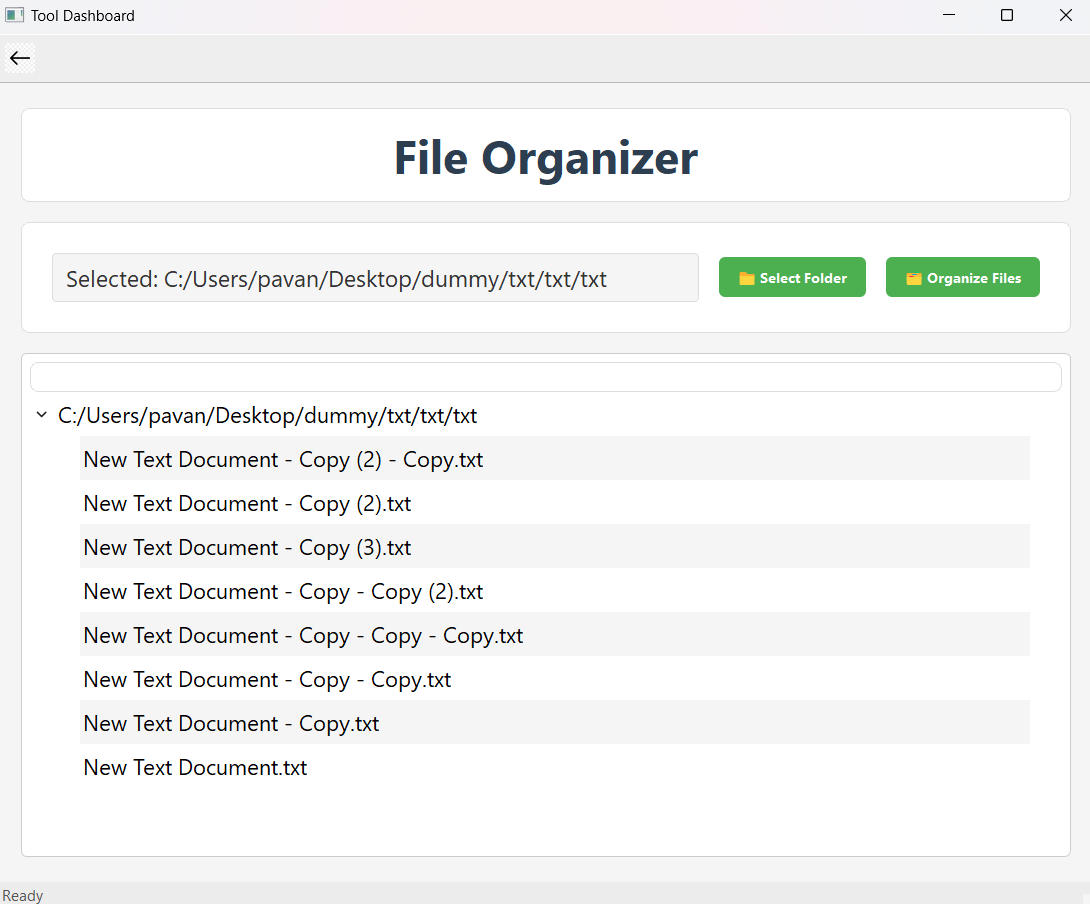 Tool Dashboard
File Organizer
Selected: C:/Users/pavan/Desktop/dummy/txt/txt/txt
Select Folder
Organize Files
C:/Users/pavan/Desktop/dummy/txt/txt/txt
New Text Document - Copy (2) - Copy.txt
New Text Document - Copy (2).txt
New Text Document - Copy (3).txt
New Text Document - Copy - Copy (2).txt
New Text Document - Copy - Copy - Copy.txt
New Text Document - Copy - Copy.txt
New Text Document - Copy.txt
New Text Document.txt
Ready